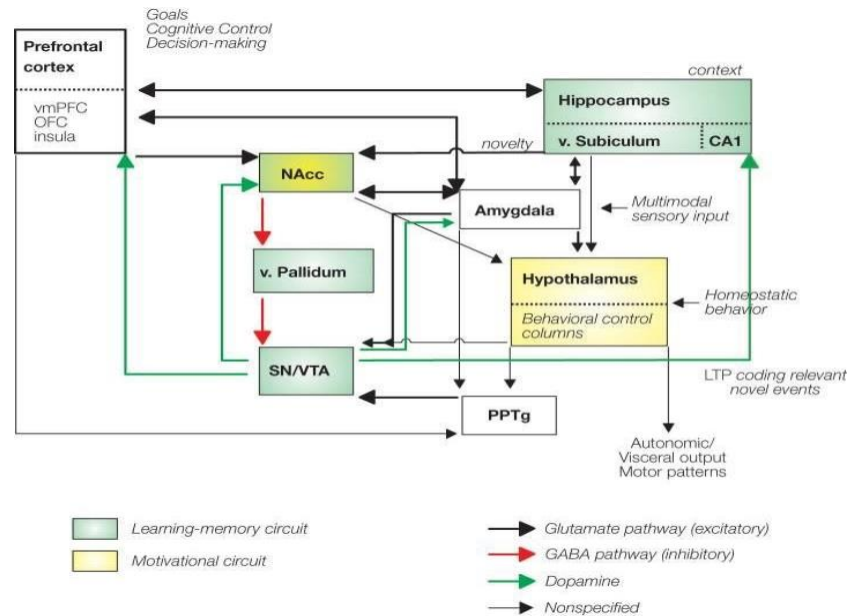 Goals
Cognitive Control
Decision-making
Prefrontal
cortex
vmPFC
OFC
insula
context
Hippocampus
v. Subiculum
CA1
novelty
NAcc
Amygdala
Multimodal
sensory input
v. Pallidum
Hypothalamus
Behavioral control
columns
Homeostatic
behavior
SN/VTA
LTP coding relevant
novel events
PPTg
Autonomic/
Visceral output
Motor patterns
Learning-memory circuit
Motivational circuit
Glutamate pathway (excitatory)
GABA pathway (inhibitory)
Dopamine
Nonspecified